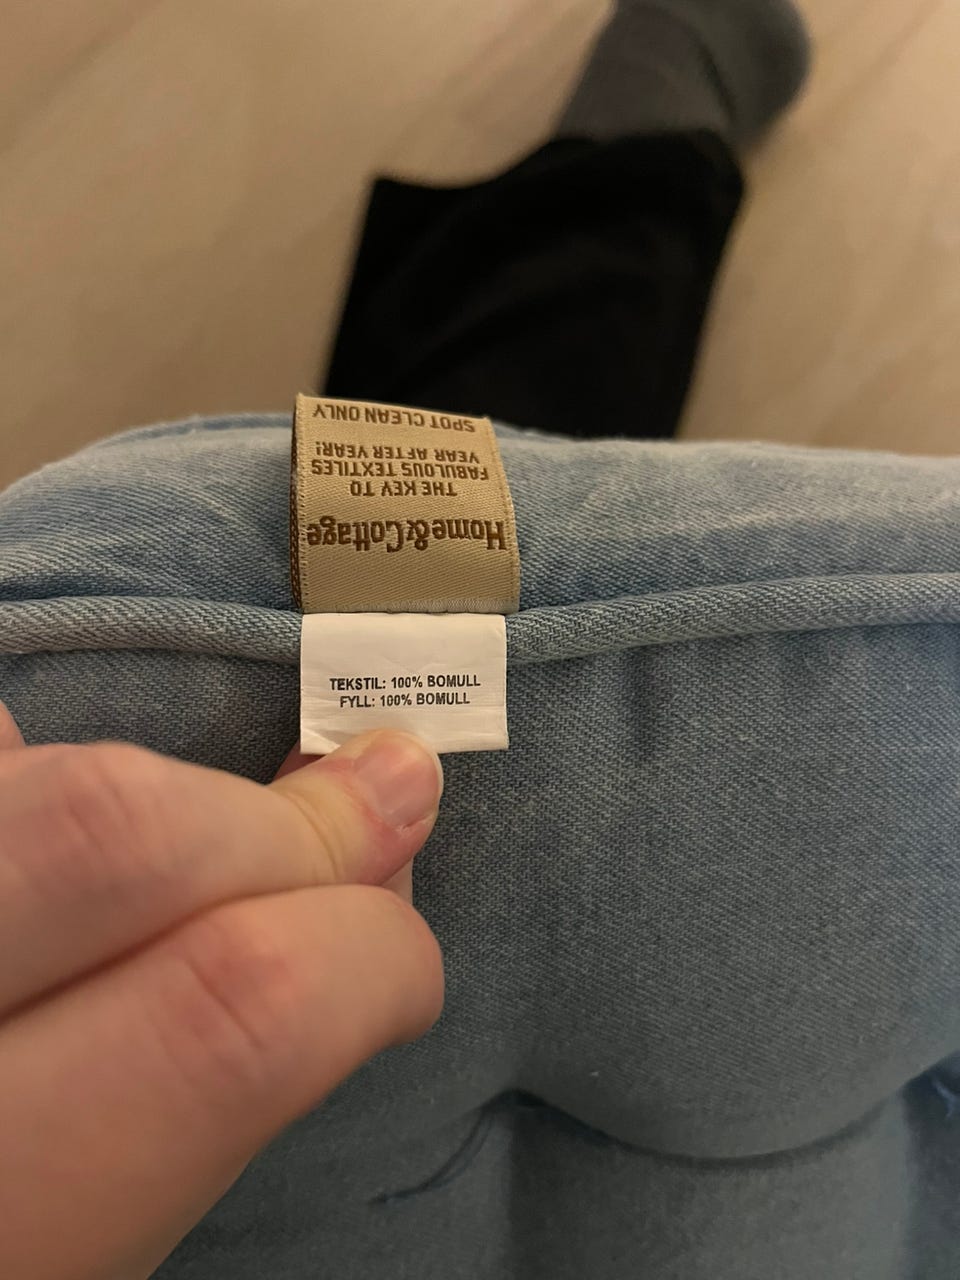 Home&Cottage
THE KEY TO
FABULOUS TEXTILES
YEAR AFTER YEAR!
SPOT CLEAN ONLY
TEKSTIL: 100% BOMULL
FYLL: 100% BOMULL